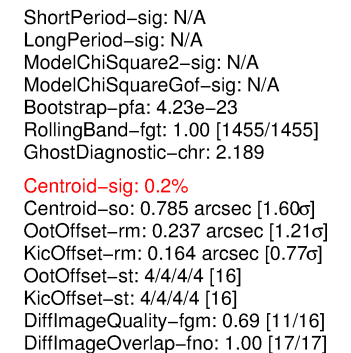 ShortPeriod−sig: N/A
LongPeriod−sig: N/A
ModelChiSquare2−sig: N/A
ModelChiSquareGof−sig: N/A
Bootstrap−pfa: 4.23e−23
RollingBand−fgt: 1.00 [1455/1455]
GhostDiagnostic−chr: 2.189
Centroid−sig: 0.2%
Centroid−so: 0.785 arcsec [1.60σ]
OotOffset−rm: 0.237 arcsec [1.21σ]
KicOffset−rm: 0.164 arcsec [0.77σ]
OotOffset−st: 4/4/4/4 [16]
KicOffset−st: 4/4/4/4 [16]
DiffImageQuality−fgm: 0.69 [11/16]
DiffImageOverlap−fno: 1.00 [17/17]